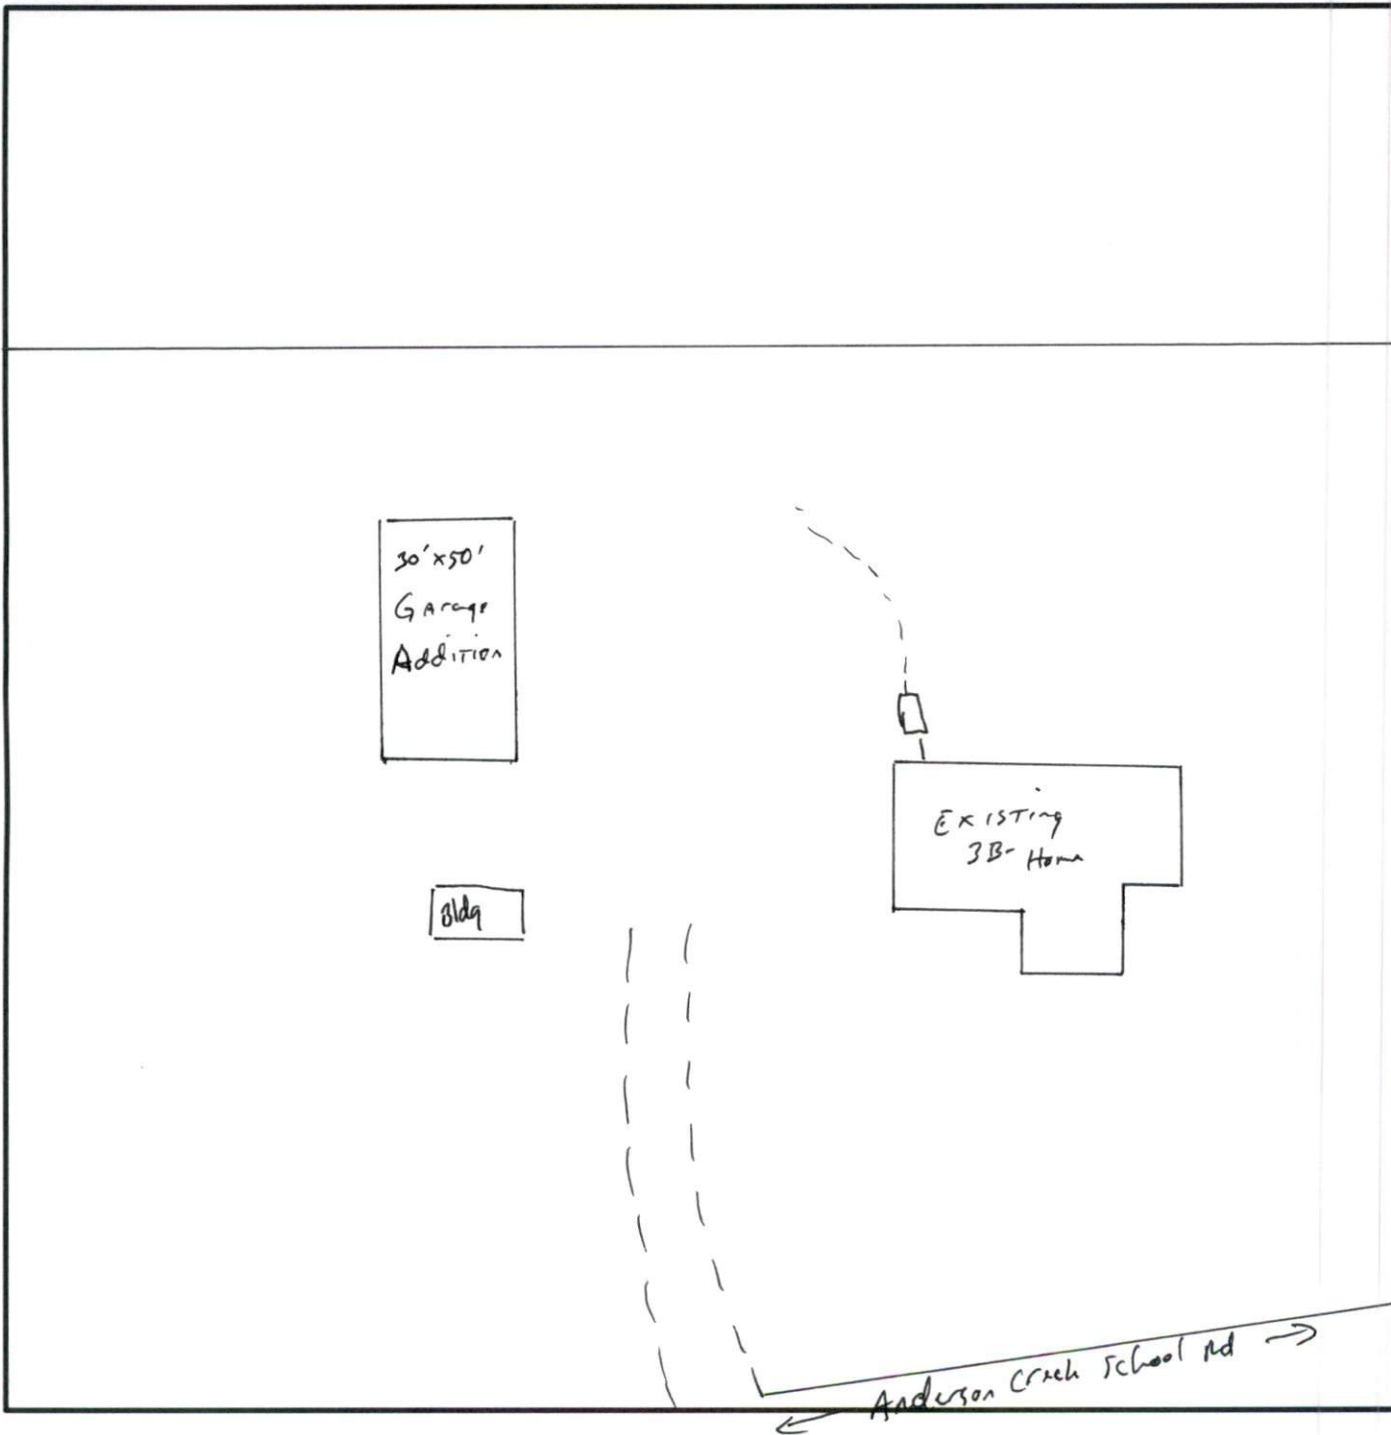 30'x50'
Garage
Addition
Existing
3B- Home
Bldg
Anderson Creek School Rd